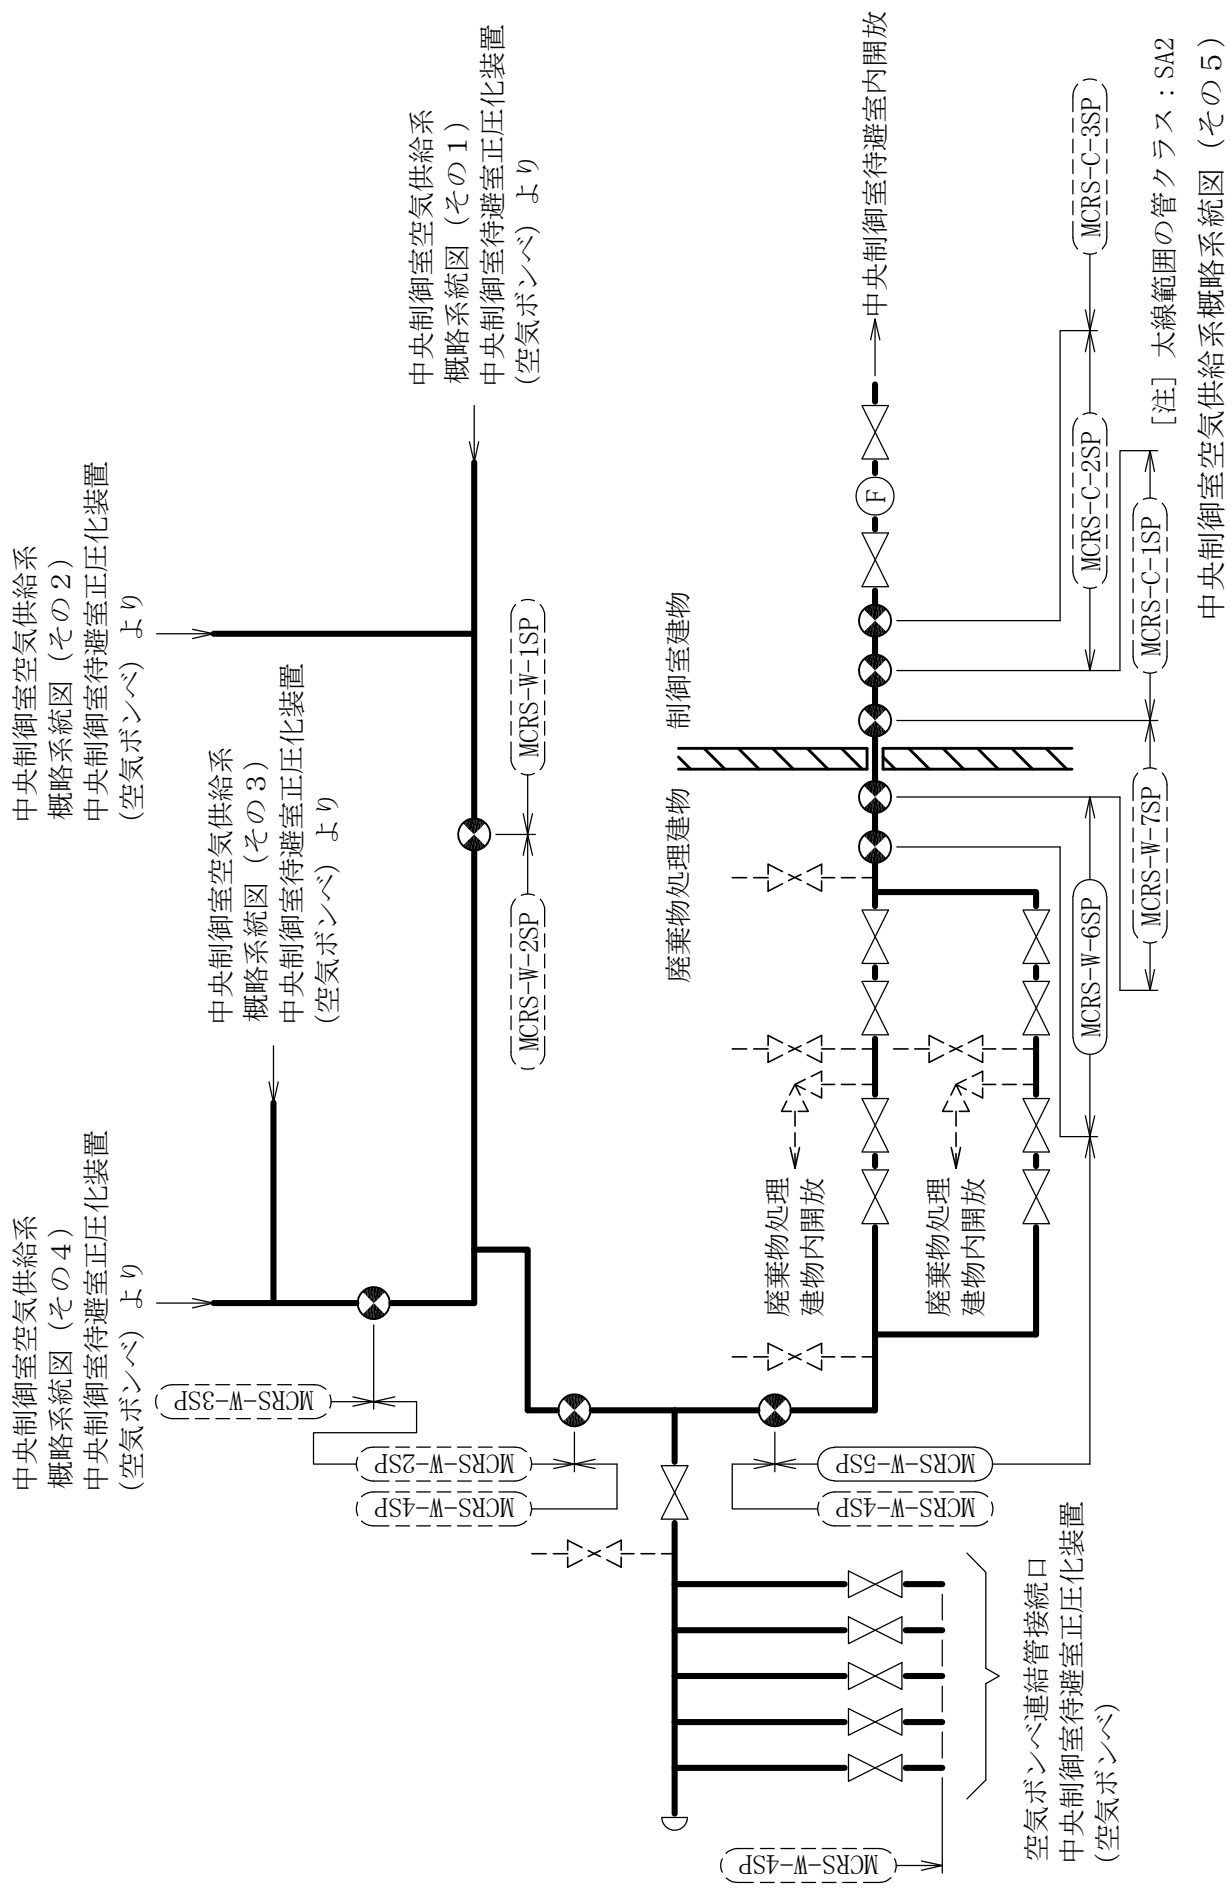 中央制御室空気供給系
概略系統図（その４）
中央制御室待避室正圧化装置
（空気ボンベ）より
中央制御室空気供給系
概略系統図（その３）
中央制御室待避室正圧化装置
（空気ボンベ）より
中央制御室空気供給系
概略系統図（その２）
中央制御室待避室正圧化装置
（空気ボンベ）より
中央制御室空気供給系
概略系統図（その１）
中央制御室待避室正圧化装置
（空気ボンベ）より
MCRS-W-3SP
MCRS-W-2SP
MCRS-W-4SP
MCRS-W-2SP
MCRS-W-1SP
MCRS-W-5SP
MCRS-W-4SP
MCRS-W-4SP
空気ボンベ連結管接続口
中央制御室待避室正圧化装置
（空気ボンベ）
廃棄物処理
建物内開放
廃棄物処理
建物内開放
廃棄物処理建物
制御室建物
F
中央制御室待避室内開放
MCRS-W-6SP
MCRS-W-7SP
MCRS-C-1SP
MCRS-C-2SP
MCRS-C-3SP
［注］ 太線範囲の管クラス：SA2
中央制御室空気供給系概略系統図（その５）